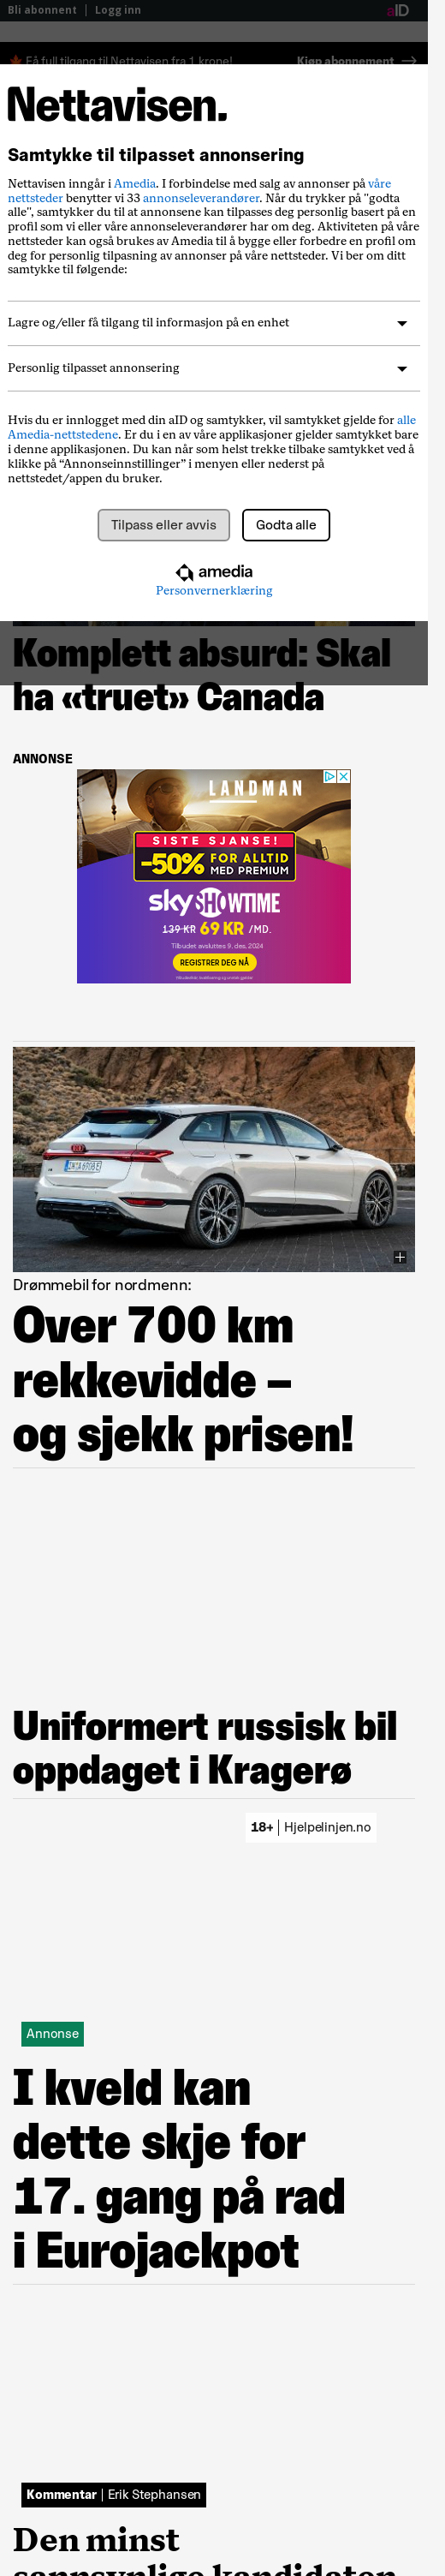 Bli abonnent | Logg inn
aID
Få full tilgang til Nettavisen fra 1 krone!
Kjøp abonnement
Nettavisen.
Samtykke til tilpasset annonsering
Nettavisen inngår i Amedia. I forbindelse med salg av annonser på våre
nettsteder benytter vi 33 annonseleverandører. Når du trykker på "godta
alle", samtykker du til at annonsene kan tilpasses deg personlig basert på en
profil som vi eller våre annonseleverandører har om deg. Aktiviteten på våre
nettsteder kan også brukes av Amedia til å bygge eller forbedre en profil om
deg for personlig tilpasning av annonser på våre nettsteder. Vi ber om ditt
samtykke til følgende:
Lagre og/eller få tilgang til informasjon på en enhet
Personlig tilpasset annonsering
Hvis du er innlogget med din aID og samtykker, vil samtykket gjelde for alle
Amedia-nettstedene. Er du i en av våre applikasjoner gjelder samtykket bare
i denne applikasjonen. Du kan når som helst trekke tilbake samtykket ved å
klikke på “Annonseinnstillinger” i menyen eller nederst på
nettstedet/appen du bruker.
Tilpass eller avvis
Godta alle
amedia
Personvernerklæring
Komplett absurd: Skal
ha «truet» Canada
ANNONSE
LANDMAN
SISTE SJANSE!
-50% FOR ALLTID
MED PREMIUM
sky SHOWTIME
139 KR 69 KR /MD.
Tilbudet avsluttes 9. des. 2024
REGISTRER DEG NÅ
Drømmebil for nordmenn:
Over 700 km
rekkevidde –
og sjekk prisen!
Uniformert russisk bil
oppdaget i Kragerø
18+ | Hjelpelinjen.no
Annonse
I kveld kan
dette skje for
17. gang på rad
i Eurojackpot
Kommentar | Erik Stephansen
Den minst
sannsynlige kandidaten